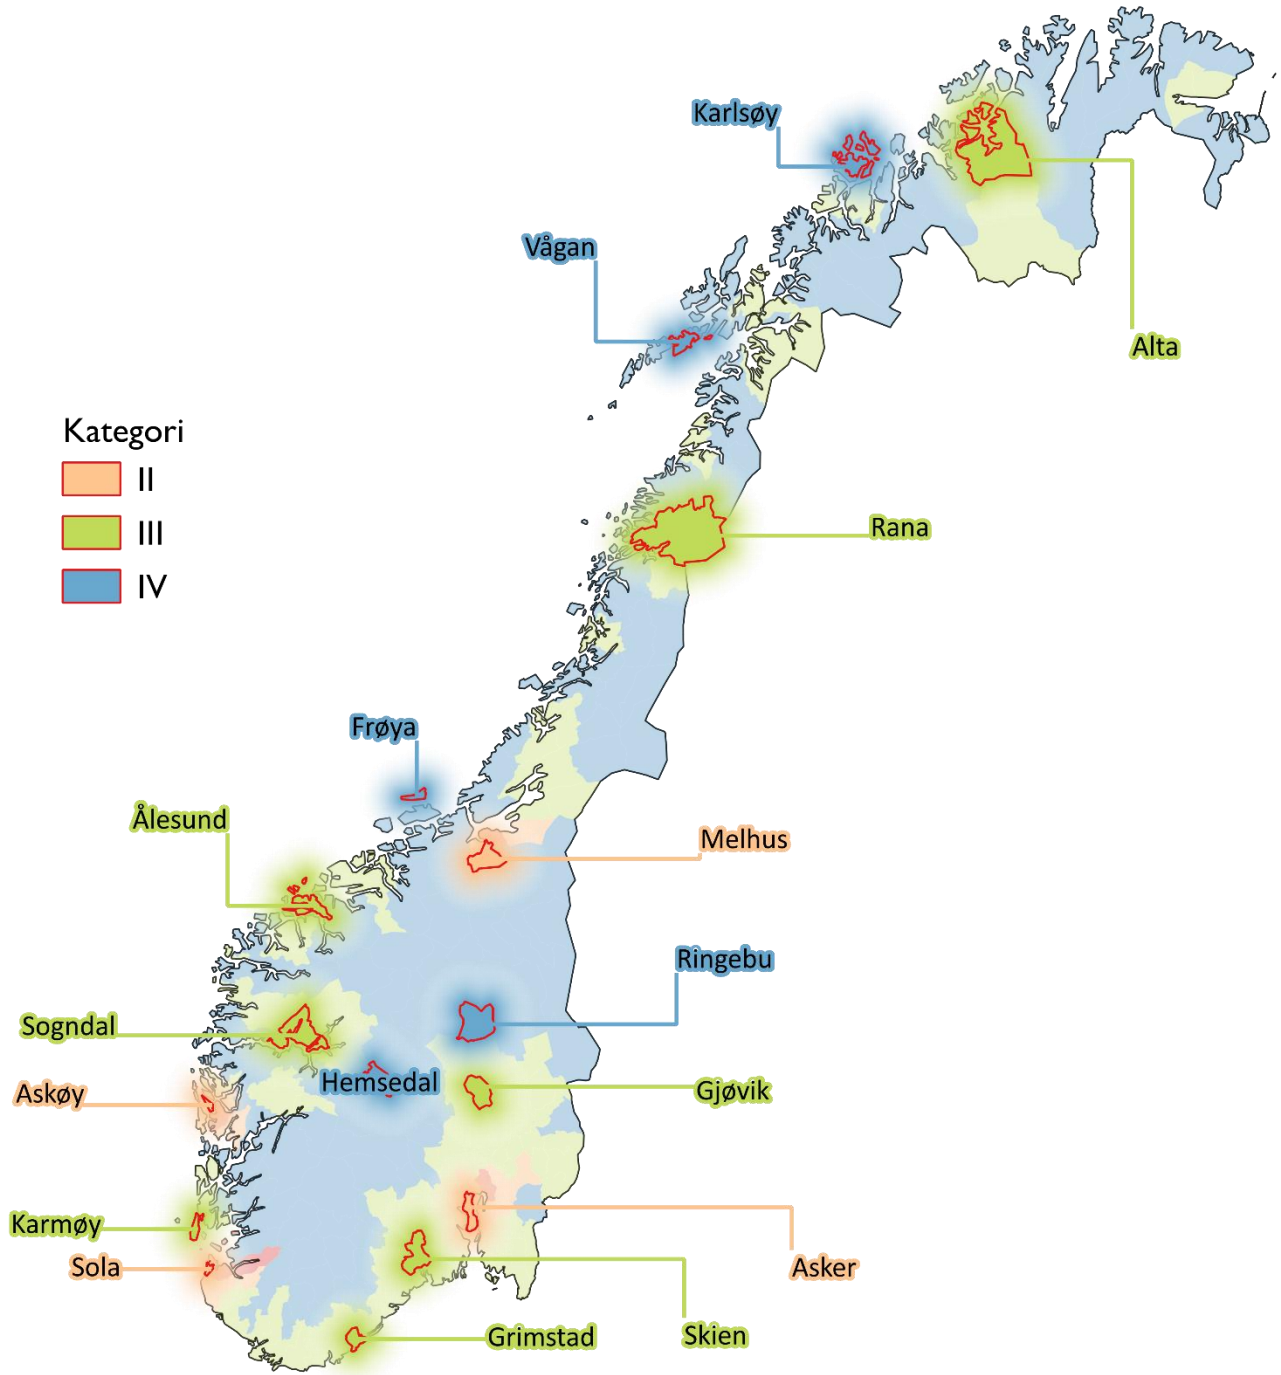 Karlsøy
Vågan
Alta
Kategori
II
III
IV
Rana
Frøya
Ålesund
Melhus
Ringebu
Sogndal
Hemsedal
Askøy
Gjøvik
Karmøy
Sola
Asker
Grimstad
Skien